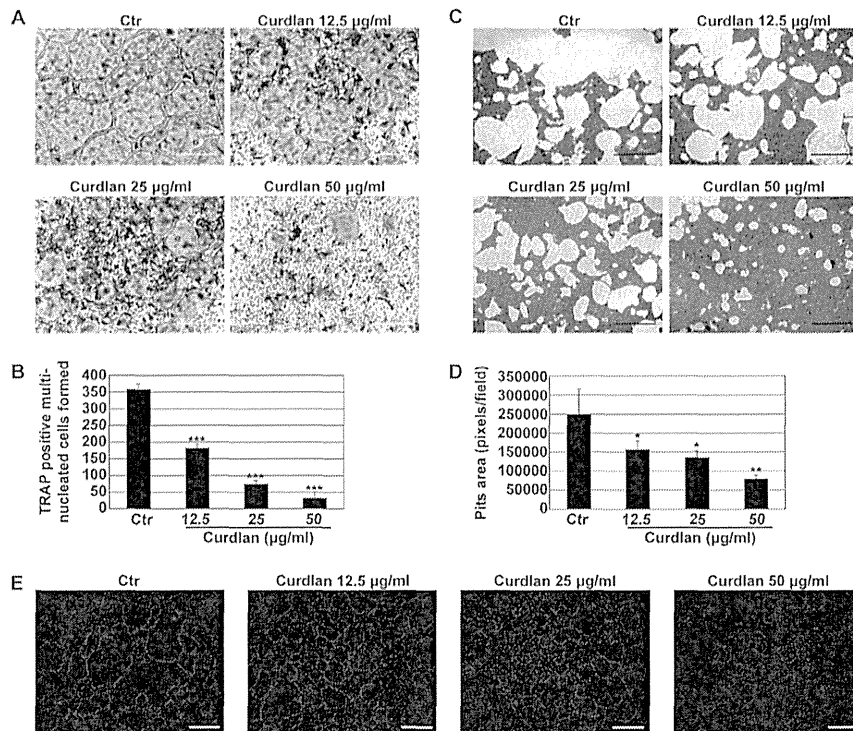 A
Ctr
Curdlan 12.5 µg/ml
Curdlan 25 µg/ml
Curdlan 50 µg/ml
B
TRAP positive multi-
nucleated cells formed
400
350
300
250
200
150
100
50
0
***
***
***
Ctr
12.5
25
50
Curdlan (µg/ml)
C
Ctr
Curdlan 12.5 µg/ml
Curdlan 25 µg/ml
Curdlan 50 µg/ml
D
Pits area (pixels/field)
350000
300000
250000
200000
150000
100000
50000
0
*
*
**
Ctr
12.5
25
50
Curdlan (µg/ml)
E
Ctr
Curdlan 12.5 µg/ml
Curdlan 25 µg/ml
Curdlan 50 µg/ml